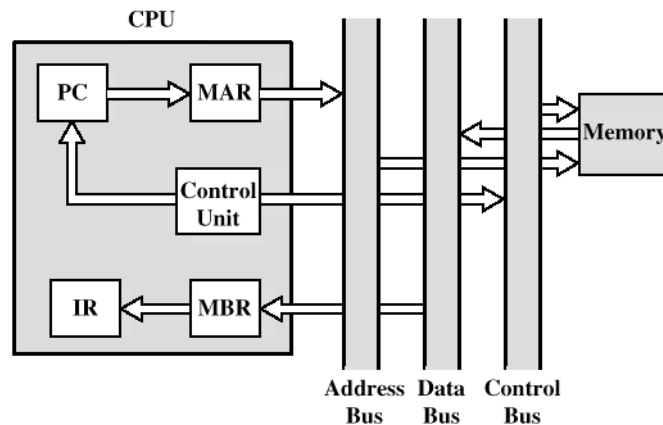 CPU
PC
MAR
Memory
Control
Unit
IR
MBR
Address
Bus
Data
Bus
Control
Bus